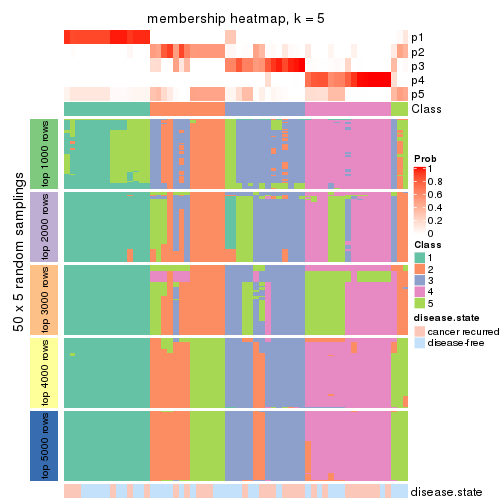 membership heatmap, k = 5
p1
p2
p3
p4
p5
Class
50 x 5 random samplings
top 1000 rows
top 2000 rows
top 3000 rows
top 4000 rows
top 5000 rows
disease.state
Prob
1
0.8
0.6
0.4
0.2
0
Class
1
2
3
4
5
disease.state
cancer recurred
disease-free